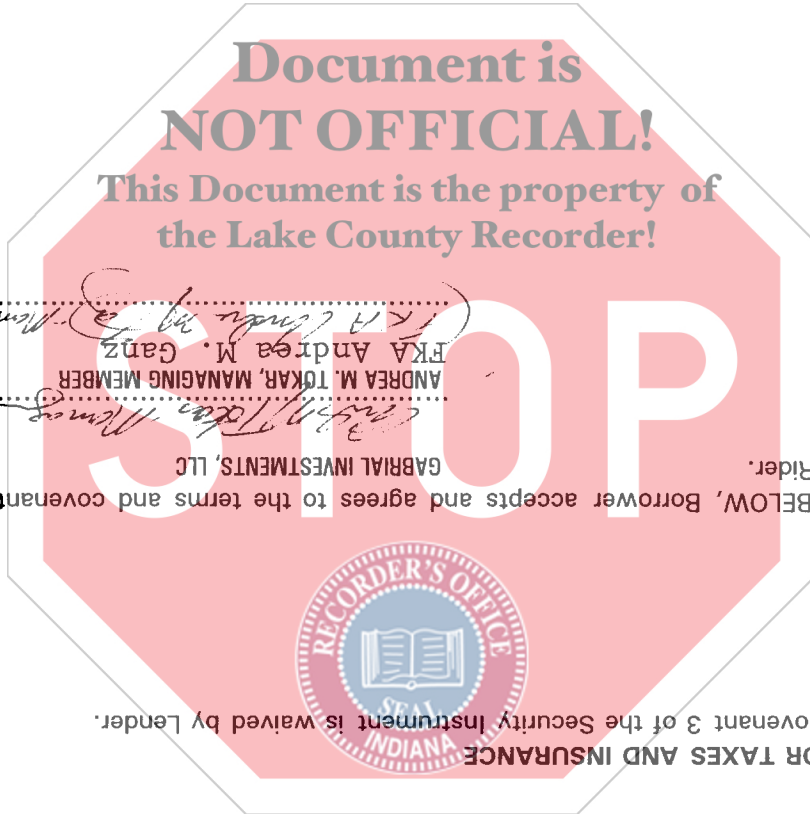 Document is
NOT OFFICIAL!
This Document is the property of
the Lake County Recorder!
STOP
RECORDER'S OFFICE
SEAL
INDIANA
OR TAXES AND INSURANCE
ovenant 3 of the Security Instrument is waived by Lender.
BELOW, Borrower accepts and agrees to the terms and covenant
Rider.
GABRIAL INVESTMENTS, LLC
ANDREA M. TOKAR, MANAGING MEMBER
FKA Andrea M. Ganz